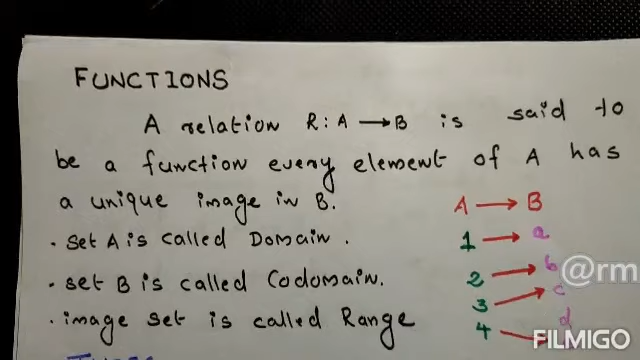 FUNCTIONS
A relation R: A → B is said to
be a function every element of A has
a unique image in B.
A → B
• Set A is called Domain.
1 → a
• Set B is called Codomain.
2 → b
@rm
3 → c
• image set is called Range
4 → d
FILMIGO